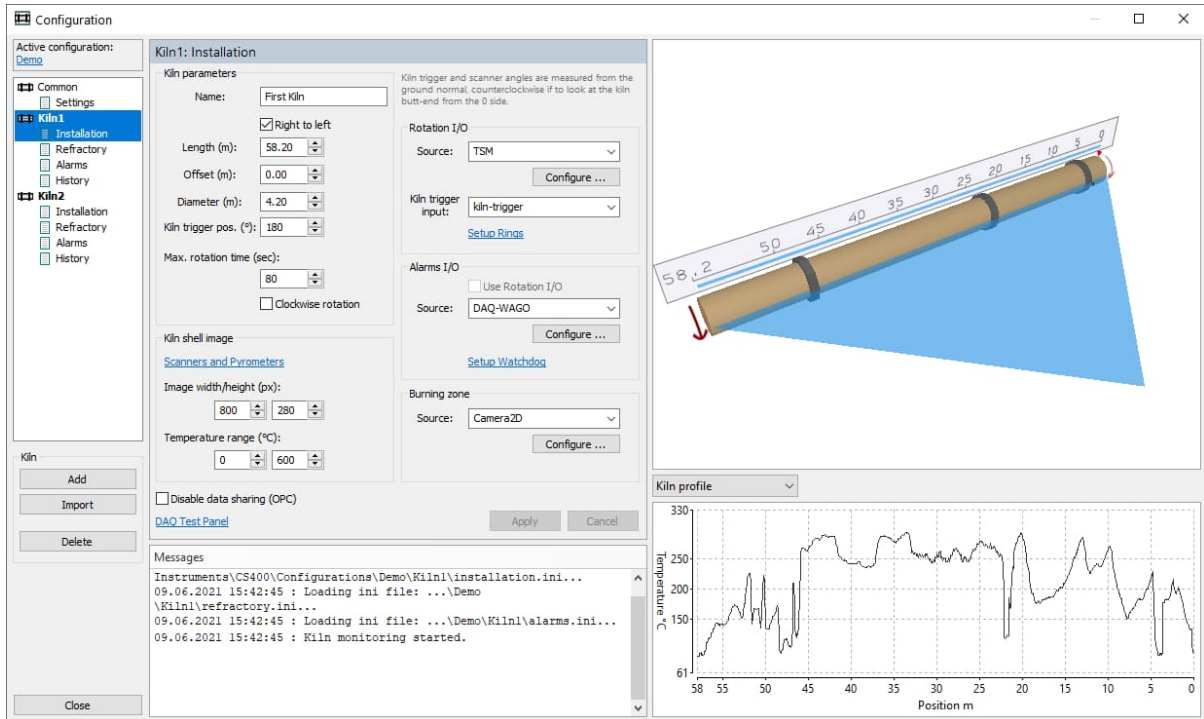 Configuration
Active configuration:
Demo
Common
Settings
Kiln1
Installation
Refractory
Alarms
History
Kiln2
Installation
Refractory
Alarms
History
Kiln
Add
Import
Delete
Close
Kiln1: Installation
Kiln parameters
Name: First Kiln
Right to left
Length (m): 58.20
Offset (m): 0.00
Diameter (m): 4.20
Kiln trigger pos. (°): 180
Max. rotation time (sec):
80
Clockwise rotation
Kiln shell image
Scanners and Pyrometers
Image width/height (px):
800 280
Temperature range (°C):
0 600
Disable data sharing (OPC)
DAQ Test Panel
Kiln trigger and scanner angles are measured from the
ground normal, counterclockwise if to look at the kiln
butt-end from the 0 side.
Rotation I/O
Source: TSM
Configure ...
Kiln trigger
input: kiln-trigger
Setup Rings
Alarms I/O
Use Rotation I/O
Source: DAQ-WAGO
Configure ...
Setup Watchdog
Burning zone
Source: Camera2D
Configure ...
Apply Cancel
Messages
Instruments\CS400\Configurations\Demo\Kiln1\installation.ini...
09.06.2021 15:42:45 : Loading ini file: ...\Demo
\Kiln1\refractory.ini...
09.06.2021 15:42:45 : Loading ini file: ...\Demo\Kiln1\alarms.ini...
09.06.2021 15:42:45 : Kiln monitoring started.
58.2 50 45 40 35 30 25 20 15 10 5 0
Kiln profile
Temperature °C
330
250
200
150
61
58 55 50 45 40 35 30 25 20 15 10 5 0
Position m